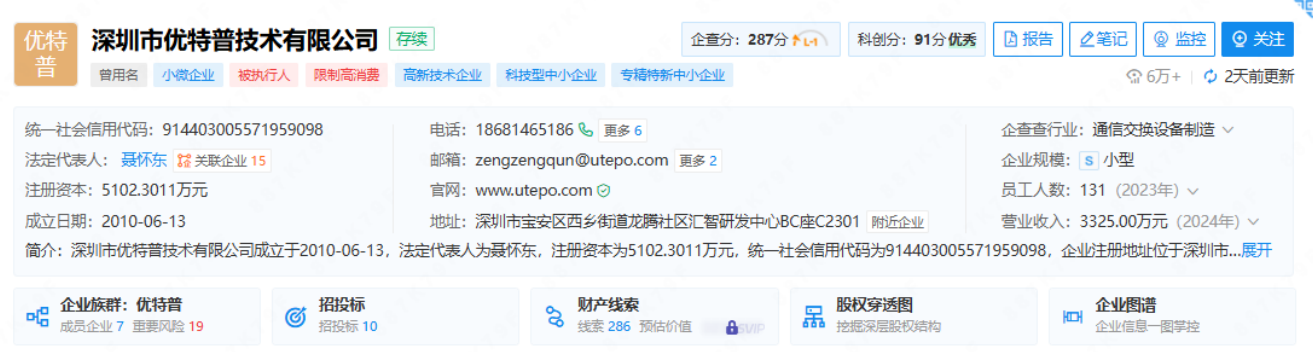 优特普
深圳市优特普技术有限公司 存续 企查分：287分 L-1 科创分：91分优秀 报告 笔记 监控 关注
曾用名 小微企业 被执行人 限制高消费 高新技术企业 科技型中小企业 专精特新中小企业 6万+ 2天前更新
统一社会信用代码：914403005571959098 电话：18681465186 更多 6 企查查行业：通信交换设备制造
法定代表人：聂怀东 关联企业 15 邮箱：zengzengqun@utepo.com 更多 2 企业规模：S 小型
注册资本：5102.3011万元 官网：www.utepo.com 员工人数：131（2023年）
成立日期：2010-06-13 地址：深圳市宝安区西乡街道龙腾社区汇智研发中心BC座C2301 附近企业 营业收入：3325.00万元（2024年）
简介：深圳市优特普技术有限公司成立于2010-06-13，法定代表人为聂怀东，注册资本为5102.3011万元，统一社会信用代码为914403005571959098，企业注册地址位于深圳市...展开
企业族群：优特普 招投标 财产线索 股权穿透图 企业图谱
成员企业 7 重要风险 19 招投标 10 线索 286 预估价值 SVIP 挖掘深层股权结构 企业信息一图掌控